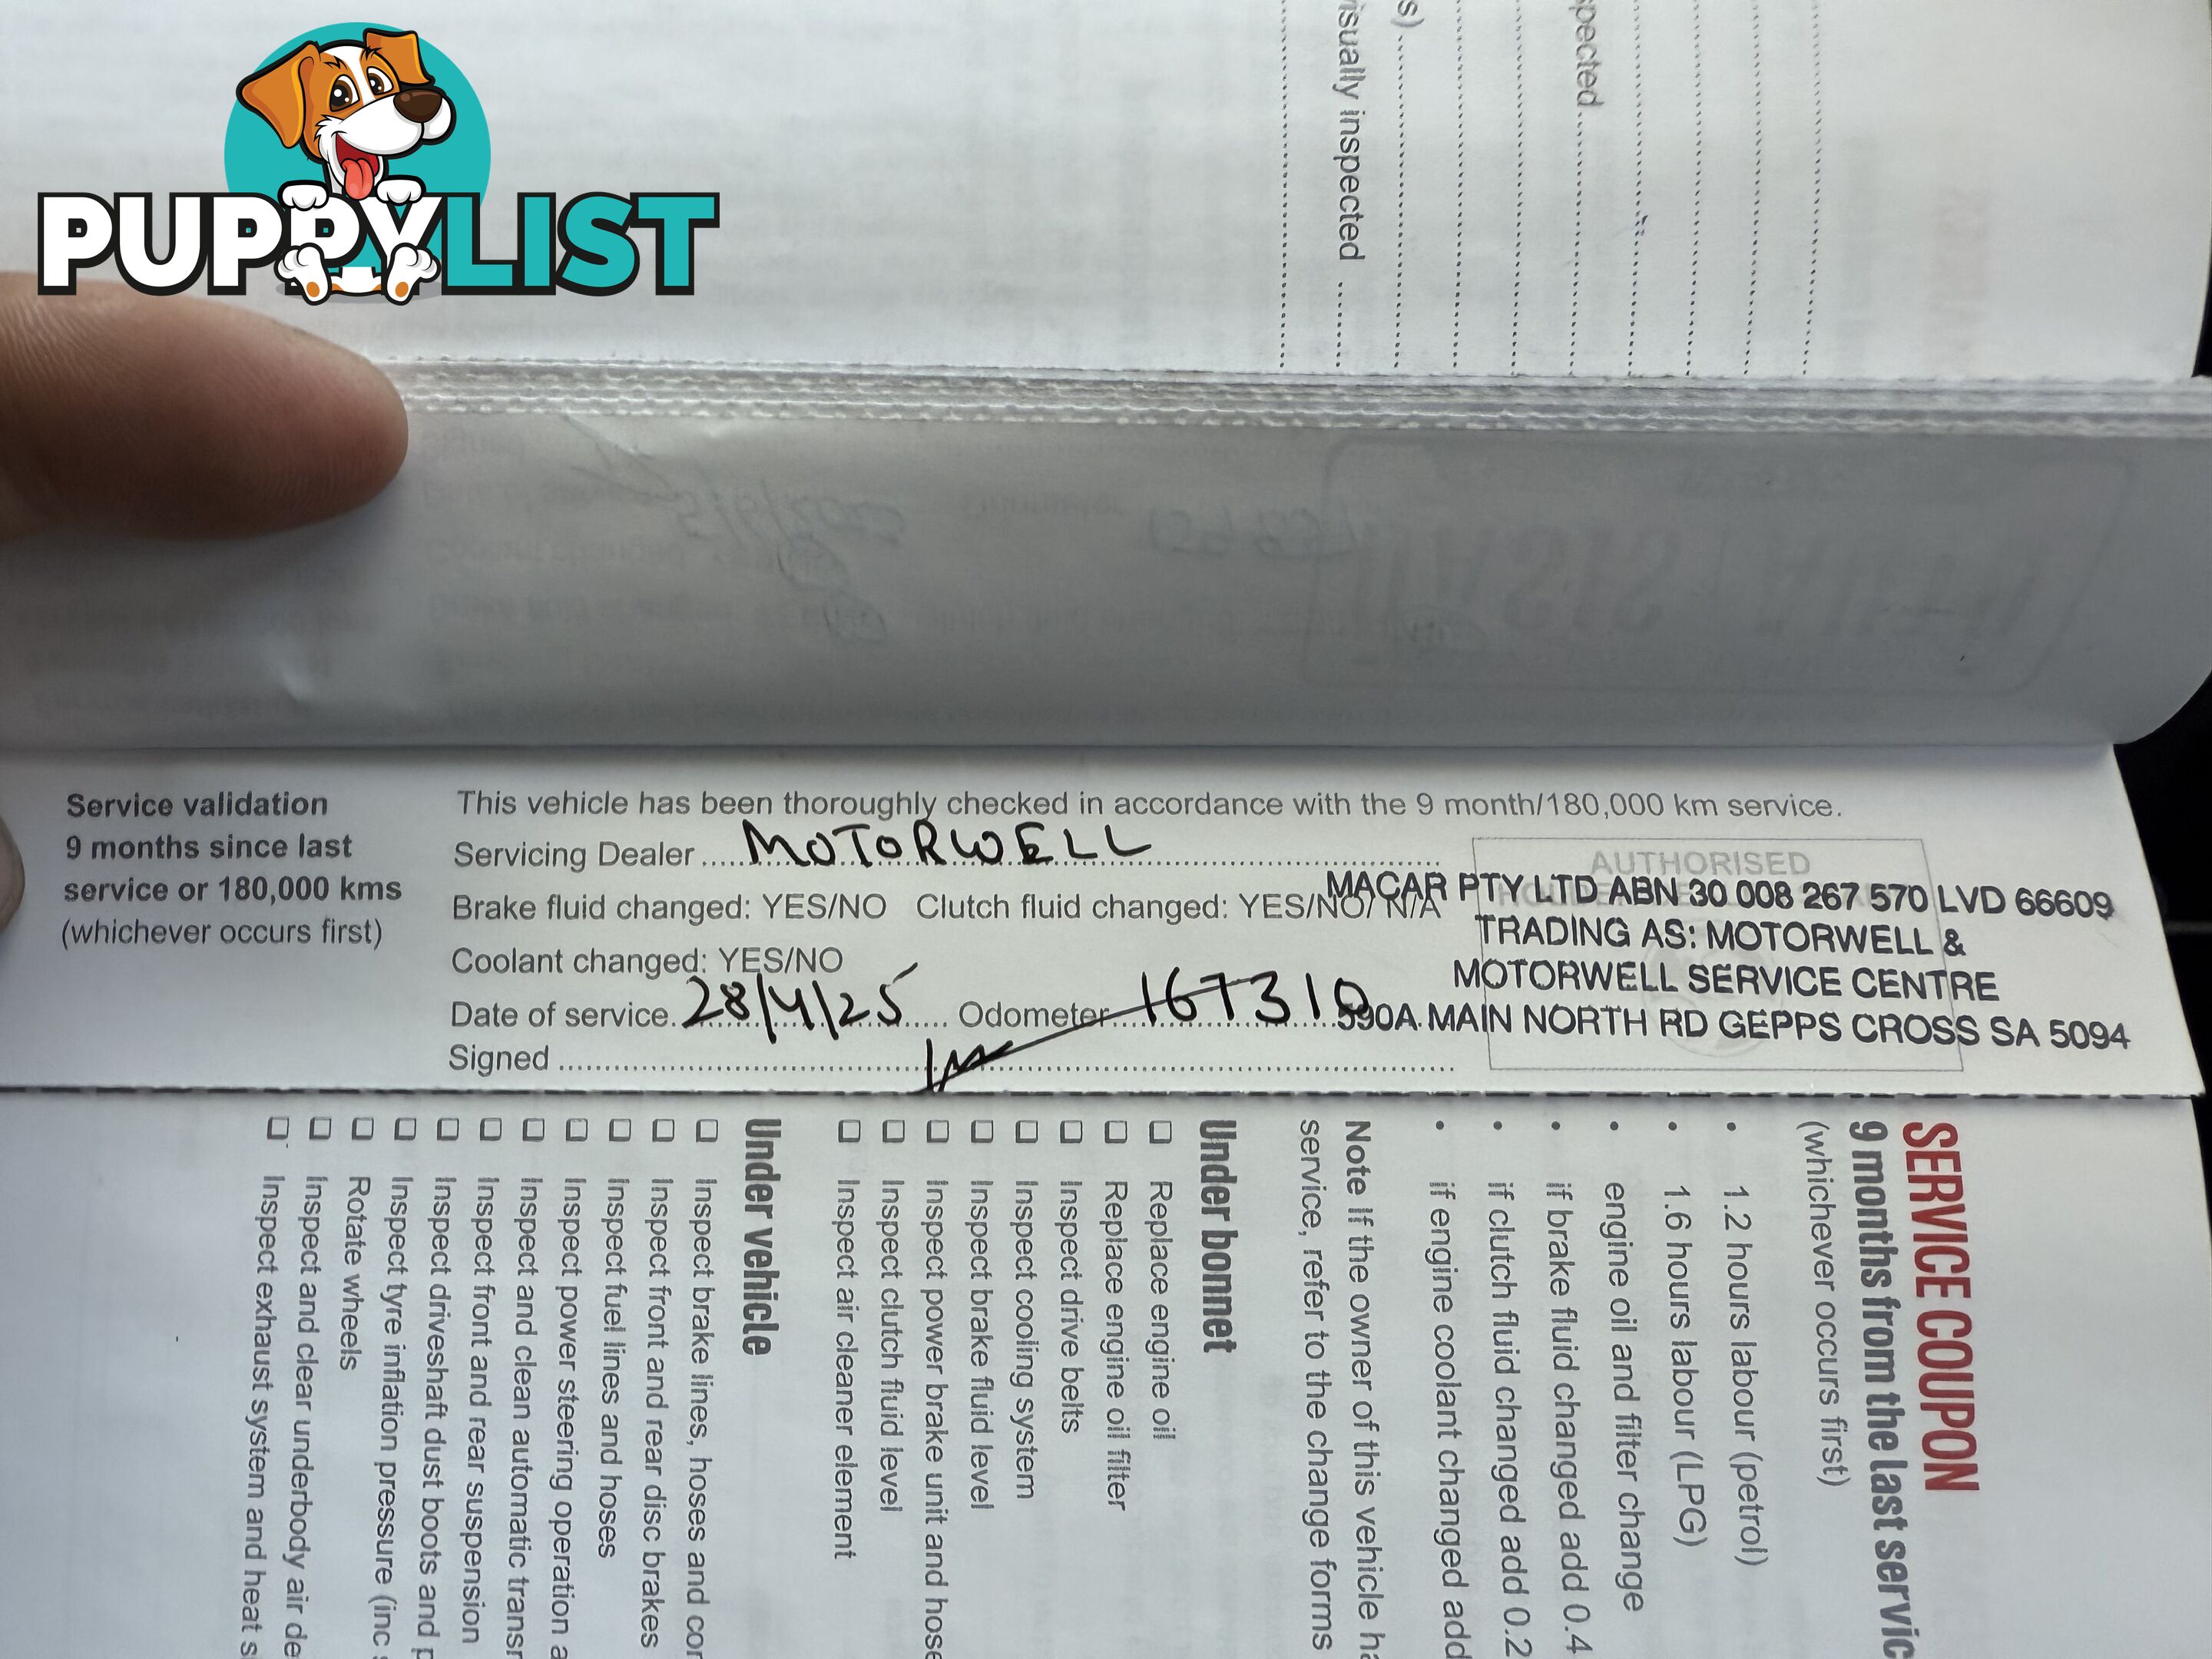 PUPPYLIST
isually inspected
s)
pected
Service validation
9 months since last
service or 180,000 kms
(whichever occurs first)
This vehicle has been thoroughly checked in accordance with the 9 month/180,000 km service.
Servicing Dealer MOTORWELL
Brake fluid changed: YES/NO Clutch fluid changed: YES/NO/ N/A
Coolant changed: YES/NO
Date of service 28/4/25 Odometer 167310
Signed
AUTHORISED
MACAR PTY LTD ABN 30 008 267 570 LVD 66609
TRADING AS: MOTORWELL &
MOTORWELL SERVICE CENTRE
590A MAIN NORTH RD GEPPS CROSS SA 5094
SERVICE COUPON
9 months from the last servic
(whichever occurs first)
• 1.2 hours labour (petrol)
• 1.6 hours labour (LPG)
• engine oil and filter change
• if brake fluid changed add 0.4
• if clutch fluid changed add 0.2
• if engine coolant changed add
Note If the owner of this vehicle ha
service, refer to the change forms
Under bonnet
Replace engine oil
Replace engine oil filter
Inspect drive belts
Inspect cooling system
Inspect brake fluid level
Inspect power brake unit and hose
Inspect clutch fluid level
Inspect air cleaner element
Under vehicle
Inspect brake lines, hoses and con
Inspect front and rear disc brakes
Inspect fuel lines and hoses
Inspect power steering operation a
Inspect and clean automatic transm
Inspect front and rear suspension
Inspect driveshaft dust boots and p
Inspect tyre inflation pressure (inc s
Rotate wheels
Inspect and clear underbody air de
Inspect exhaust system and heat s